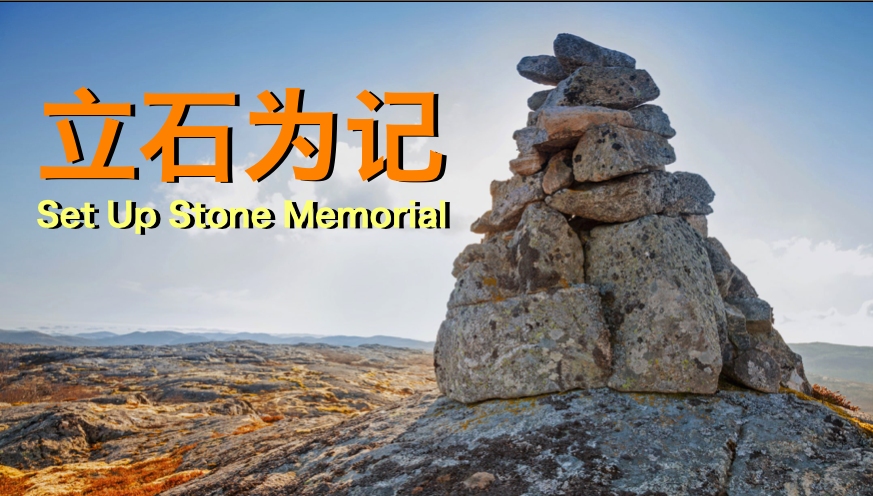 立石为记
Set Up Stone Memorial